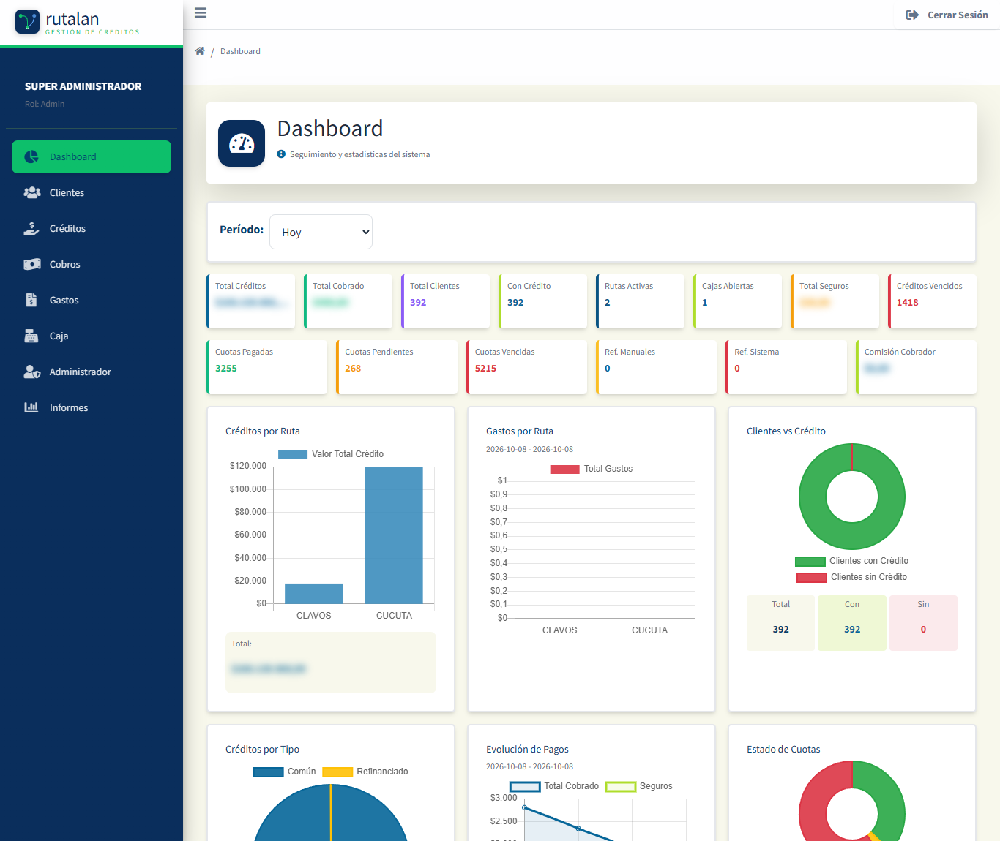 rutalan
GESTIÓN DE CREDITOS
Cerrar Sesión
/ Dashboard
SUPER ADMINISTRADOR
Rol: Admin
Dashboard
Clientes
Créditos
Cobros
Gastos
Caja
Administrador
Informes
Dashboard
Seguimiento y estadísticas del sistema
Período: Hoy
Total Créditos
Total Cobrado
Total Clientes
392
Con Crédito
392
Rutas Activas
2
Cajas Abiertas
1
Total Seguros
Créditos Vencidos
1418
Cuotas Pagadas
3255
Cuotas Pendientes
268
Cuotas Vencidas
5215
Ref. Manuales
0
Ref. Sistema
0
Comisión Cobrador
Créditos por Ruta
Valor Total Crédito
$120.000
$100.000
$80.000
$60.000
$40.000
$20.000
$0
CLAVOS CUCUTA
Total:
Gastos por Ruta
2026-10-08 - 2026-10-08
Total Gastos
$1
$0,9
$0,8
$0,7
$0,6
$0,5
$0,4
$0,3
$0,2
$0,1
$0
CLAVOS CUCUTA
Clientes vs Crédito
Clientes con Crédito
Clientes sin Crédito
Total
392
Con
392
Sin
0
Créditos por Tipo
Común Refinanciado
Evolución de Pagos
2026-10-08 - 2026-10-08
Total Cobrado Seguros
$3.000
$2.500
Estado de Cuotas